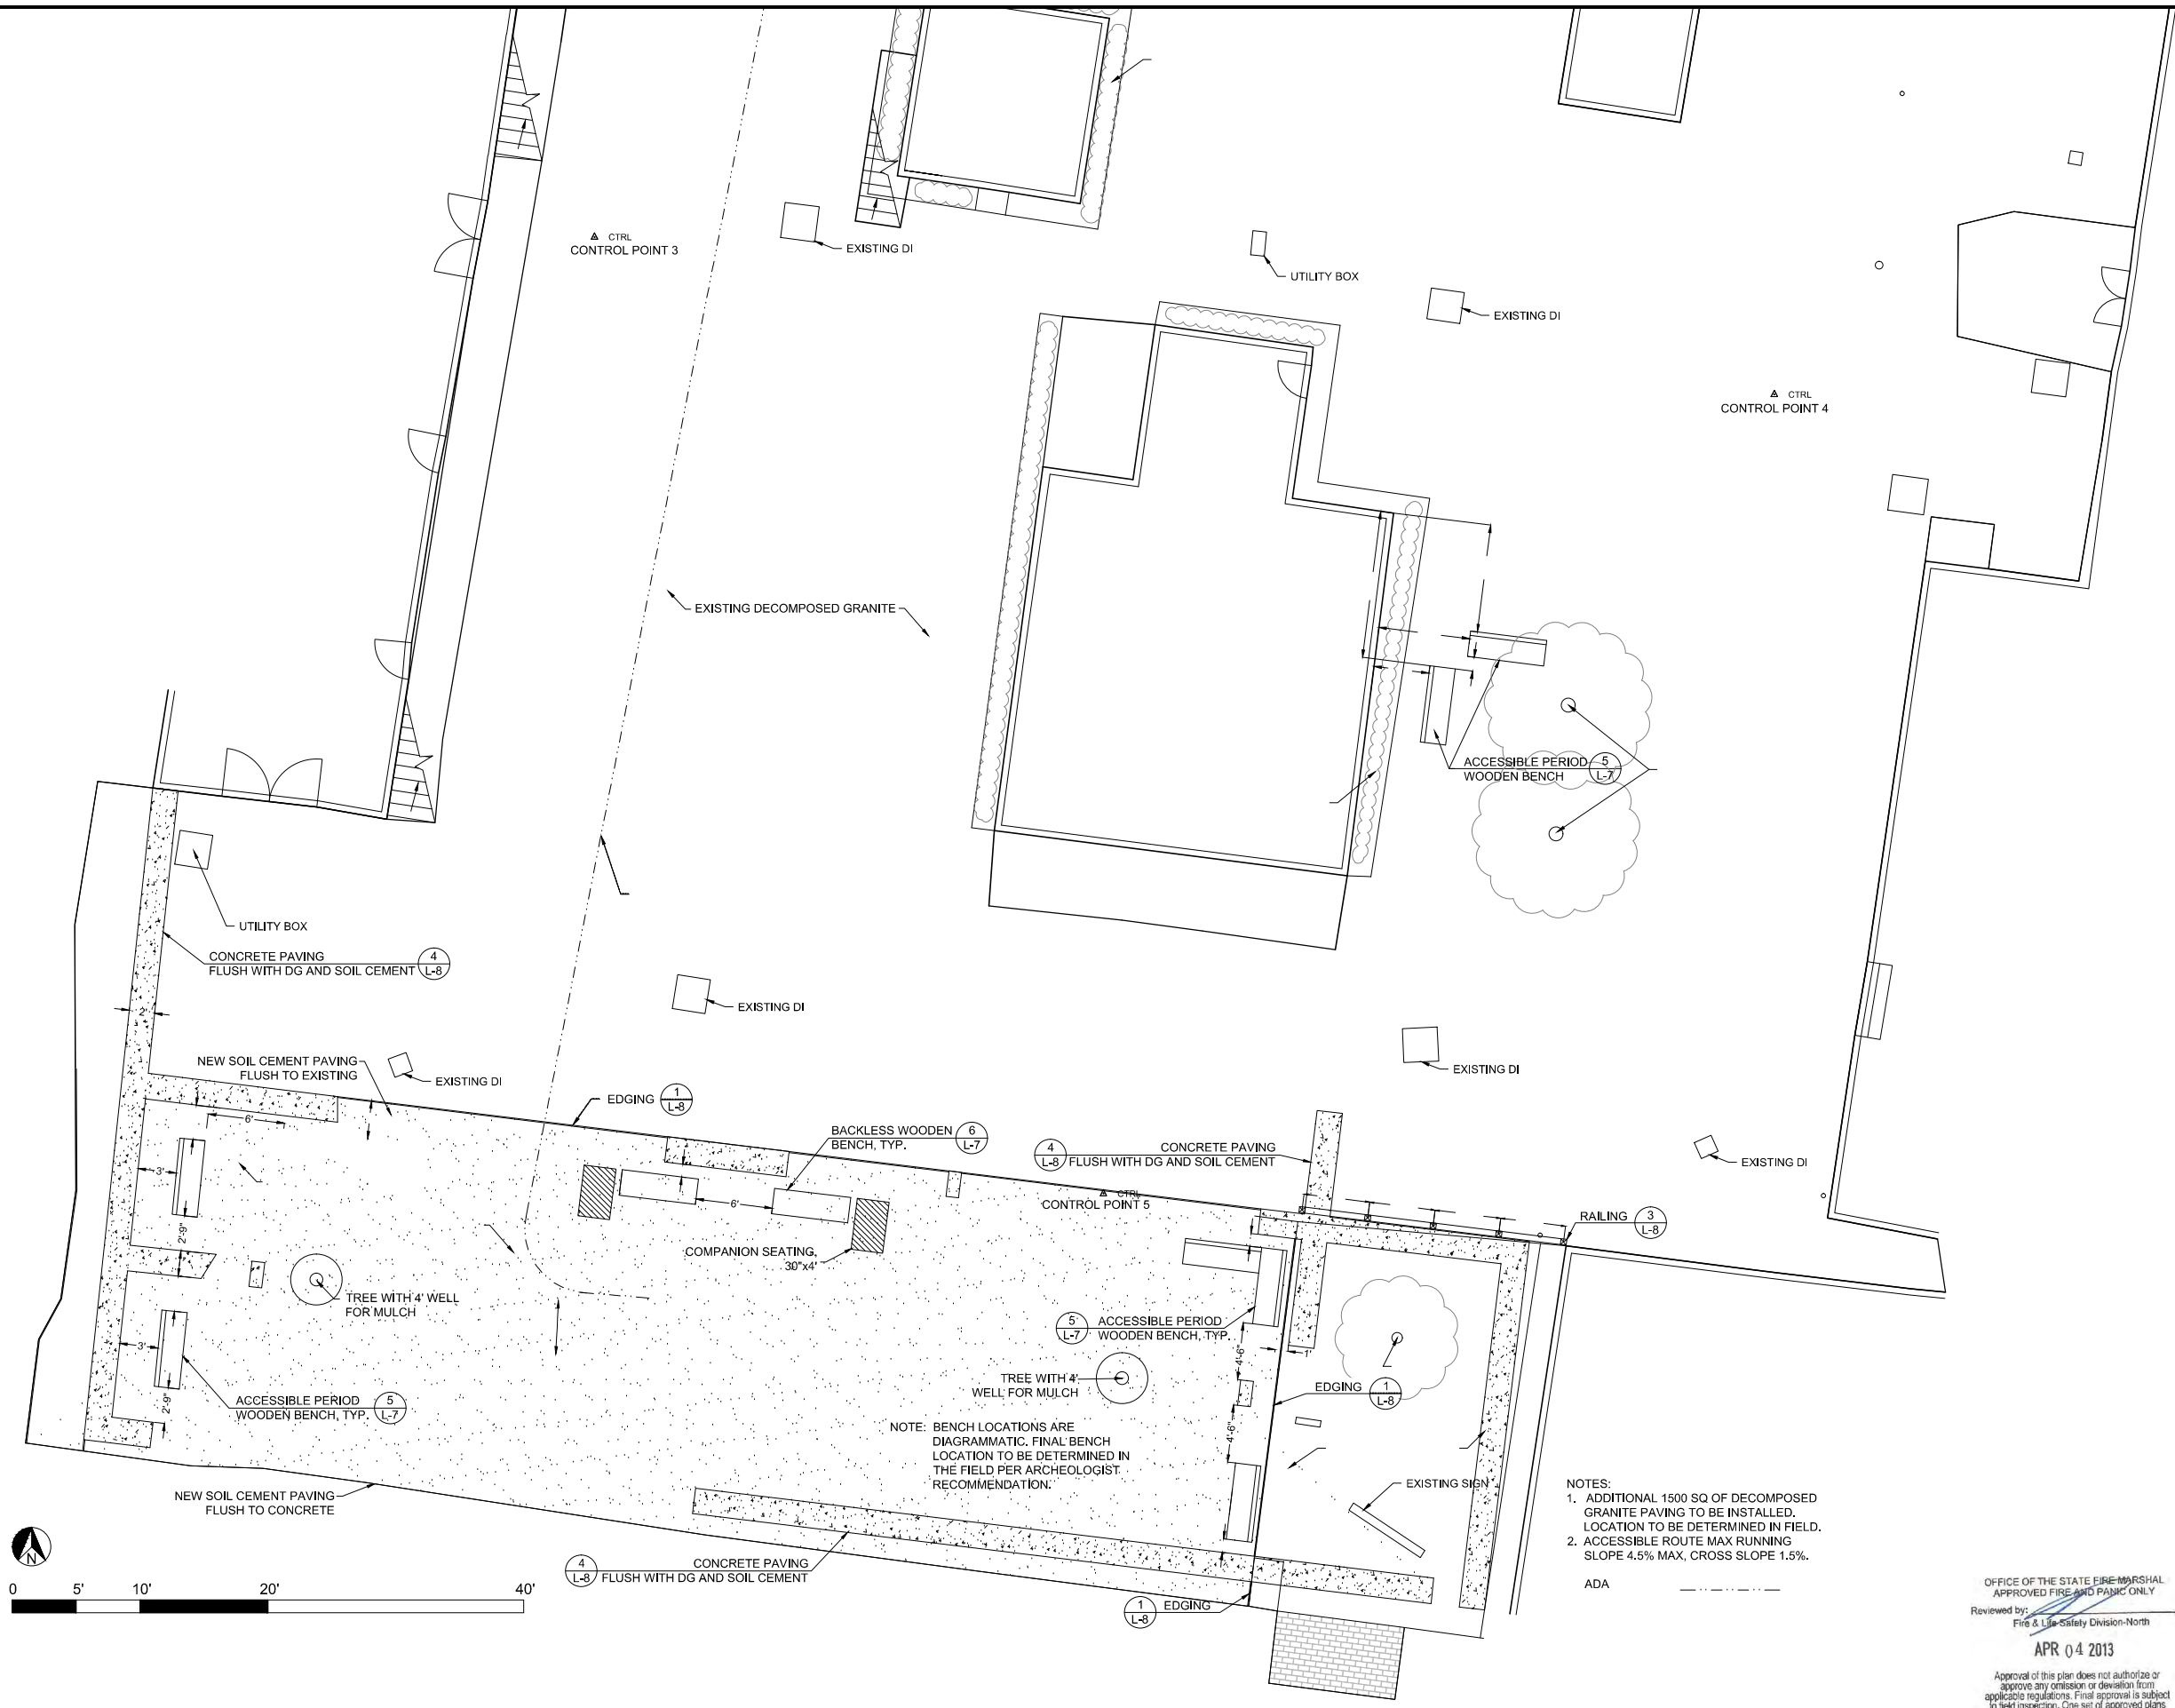 CTRL
CONTROL POINT 3
EXISTING DI
UTILITY BOX
EXISTING DI
CTRL
CONTROL POINT 4
EXISTING DECOMPOSED GRANITE
ACCESSIBLE PERIOD 5
WOODEN BENCH L-7
UTILITY BOX
CONCRETE PAVING 4
FLUSH WITH DG AND SOIL CEMENT L-8
2'
EXISTING DI
NEW SOIL CEMENT PAVING
FLUSH TO EXISTING
EXISTING DI
EXISTING DI
EDGING 1
L-8
6'
BACKLESS WOODEN 6
BENCH, TYP. L-7
4 CONCRETE PAVING
L-8 FLUSH WITH DG AND SOIL CEMENT
EXISTING DI
3'
6'
CTRL
CONTROL POINT 5
RAILING 3
L-8
2'-9"
COMPANION SEATING,
30"x4'
TREE WITH 4' WELL
FOR MULCH
5 ACCESSIBLE PERIOD
L-7 WOODEN BENCH, TYP.
3'
4'-6"
1'
TREE WITH 4'
WELL FOR MULCH
EDGING 1
L-8
ACCESSIBLE PERIOD 5
WOODEN BENCH, TYP. L-7
2'-9"
4'-6"
NOTE: BENCH LOCATIONS ARE
DIAGRAMMATIC. FINAL BENCH
LOCATION TO BE DETERMINED IN
THE FIELD PER ARCHEOLOGIST
RECOMMENDATION.
NEW SOIL CEMENT PAVING
FLUSH TO CONCRETE
EXISTING SIGN
NOTES:
1. ADDITIONAL 1500 SQ OF DECOMPOSED
GRANITE PAVING TO BE INSTALLED.
LOCATION TO BE DETERMINED IN FIELD.
2. ACCESSIBLE ROUTE MAX RUNNING
SLOPE 4.5% MAX, CROSS SLOPE 1.5%.
ADA
4 CONCRETE PAVING
L-8 FLUSH WITH DG AND SOIL CEMENT
1 EDGING
L-8
N
0 5' 10' 20' 40'
OFFICE OF THE STATE FIRE MARSHAL
APPROVED FIRE AND PANIC ONLY
Reviewed by:
Fire & Life Safety Division-North
APR 04 2013
Approval of this plan does not authorize or
approve any omission or deviation from
applicable regulations. Final approval is subject
to field inspection. One set of approved plans